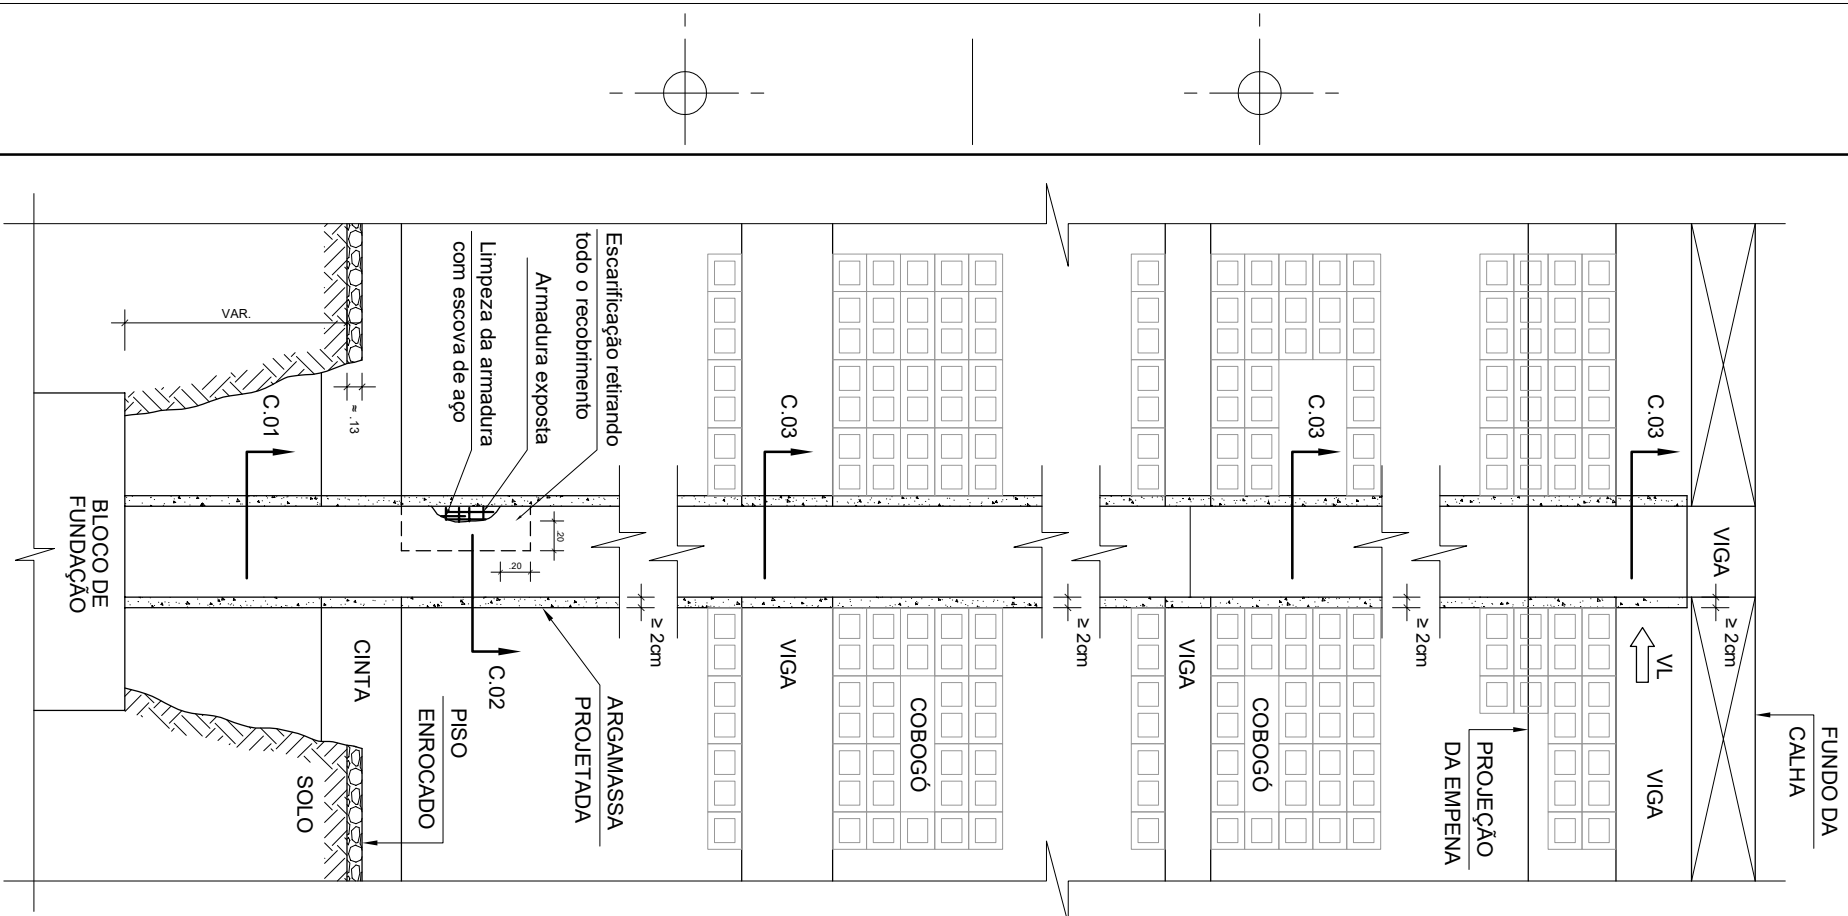 FUNDO DA
CALHA
VIGA
≥ 2cm
VL
VIGA
C.03
PROJEÇÃO
DA EMPENA
≥ 2cm
COBOGÓ
C.03
VIGA
≥ 2cm
COBOGÓ
C.03
VIGA
≥ 2cm
ARGAMASSA
PROJETADA
Escarificação retirando
todo o recobrimento
Armadura exposta
Limpeza da armadura
com escova de aço
.20
.20
C.02
PISO
ENROCADO
CINTA
SOLO
≈ .13
VAR.
C.01
BLOCO DE
FUNDAÇÃO